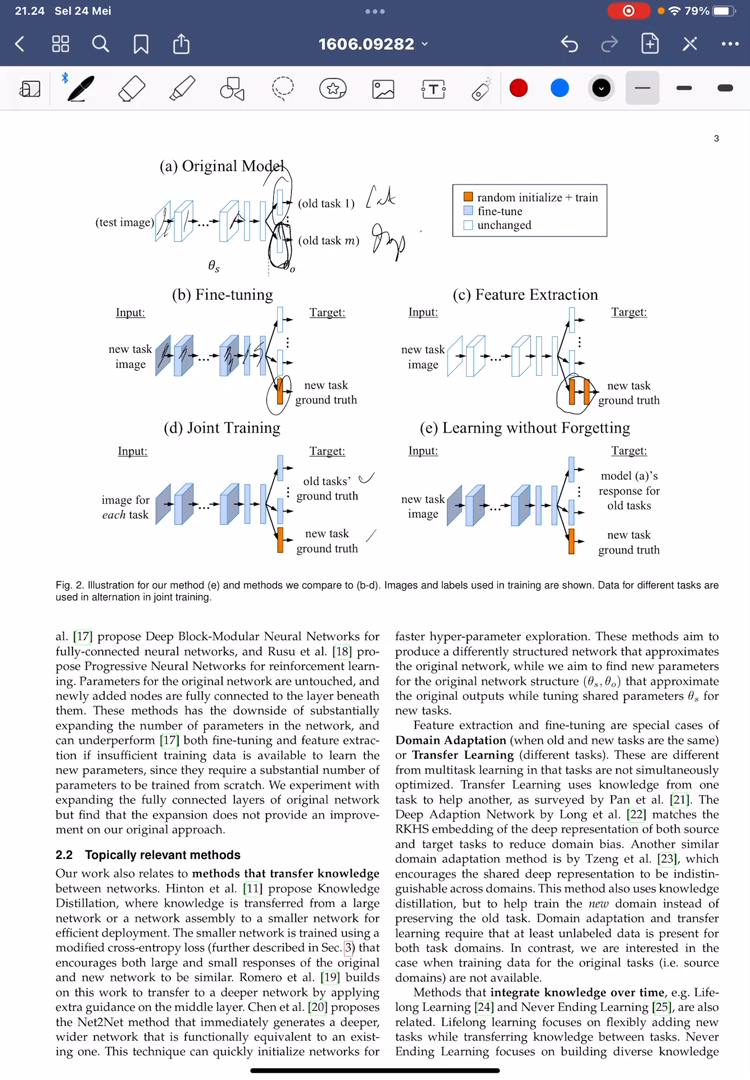 21.24 Sel 24 Mei
79%
1606.09282
3
(a) Original Model
(test image)
(old task 1)
(old task m)
θs
θo
random initialize + train
fine-tune
unchanged
(b) Fine-tuning
Input:
Target:
new task
image
new task
ground truth
(c) Feature Extraction
Input:
Target:
new task
image
new task
ground truth
(d) Joint Training
Input:
Target:
image for
each task
old tasks'
ground truth
new task
ground truth
(e) Learning without Forgetting
Input:
Target:
new task
image
model (a)'s
response for
old tasks
new task
ground truth
Fig. 2. Illustration for our method (e) and methods we compare to (b-d). Images and labels used in training are shown. Data for different tasks are
used in alternation in joint training.
al. [17] propose Deep Block-Modular Neural Networks for
fully-connected neural networks, and Rusu et al. [18] pro-
pose Progressive Neural Networks for reinforcement learn-
ing. Parameters for the original network are untouched, and
newly added nodes are fully connected to the layer beneath
them. These methods has the downside of substantially
expanding the number of parameters in the network, and
can underperform [17] both fine-tuning and feature extrac-
tion if insufficient training data is available to learn the
new parameters, since they require a substantial number of
parameters to be trained from scratch. We experiment with
expanding the fully connected layers of original network
but find that the expansion does not provide an improve-
ment on our original approach.
2.2 Topically relevant methods
Our work also relates to methods that transfer knowledge
between networks. Hinton et al. [11] propose Knowledge
Distillation, where knowledge is transferred from a large
network or a network assembly to a smaller network for
efficient deployment. The smaller network is trained using a
modified cross-entropy loss (further described in Sec. 3) that
encourages both large and small responses of the original
and new network to be similar. Romero et al. [19] builds
on this work to transfer to a deeper network by applying
extra guidance on the middle layer. Chen et al. [20] proposes
the Net2Net method that immediately generates a deeper,
wider network that is functionally equivalent to an exist-
ing one. This technique can quickly initialize networks for
faster hyper-parameter exploration. These methods aim to
produce a differently structured network that approximates
the original network, while we aim to find new parameters
for the original network structure (θs, θo) that approximate
the original outputs while tuning shared parameters θs for
new tasks.
Feature extraction and fine-tuning are special cases of
Domain Adaptation (when old and new tasks are the same)
or Transfer Learning (different tasks). These are different
from multitask learning in that tasks are not simultaneously
optimized. Transfer Learning uses knowledge from one
task to help another, as surveyed by Pan et al. [21]. The
Deep Adaption Network by Long et al. [22] matches the
RKHS embedding of the deep representation of both source
and target tasks to reduce domain bias. Another similar
domain adaptation method is by Tzeng et al. [23], which
encourages the shared deep representation to be indistin-
guishable across domains. This method also uses knowledge
distillation, but to help train the new domain instead of
preserving the old task. Domain adaptation and transfer
learning require that at least unlabeled data is present for
both task domains. In contrast, we are interested in the
case when training data for the original tasks (i.e. source
domains) are not available.
Methods that integrate knowledge over time, e.g. Life-
long Learning [24] and Never Ending Learning [25], are also
related. Lifelong learning focuses on flexibly adding new
tasks while transferring knowledge between tasks. Never
Ending Learning focuses on building diverse knowledge